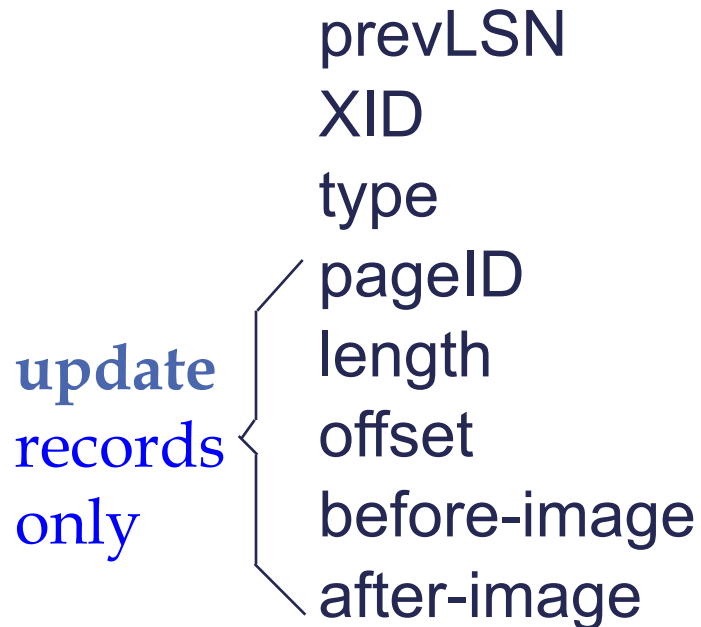 prevLSN
XID
type
pageID
length
offset
before-image
after-image
update
records
only